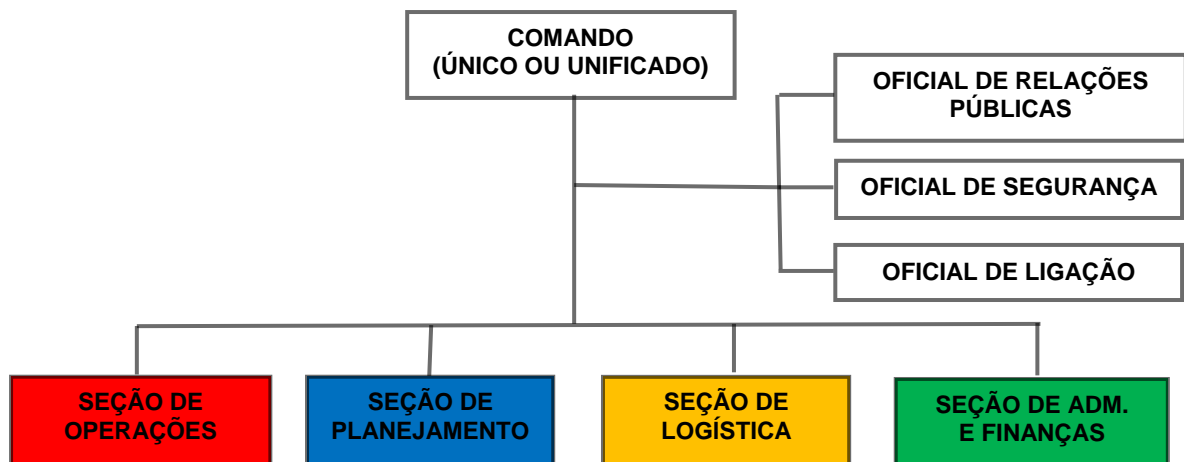 COMANDO
(ÚNICO OU UNIFICADO)
OFICIAL DE RELAÇÕES
PÚBLICAS
OFICIAL DE SEGURANÇA
OFICIAL DE LIGAÇÃO
SEÇÃO DE
OPERAÇÕES
SEÇÃO DE
PLANEJAMENTO
SEÇÃO DE
LOGÍSTICA
SEÇÃO DE ADM.
E FINANÇAS